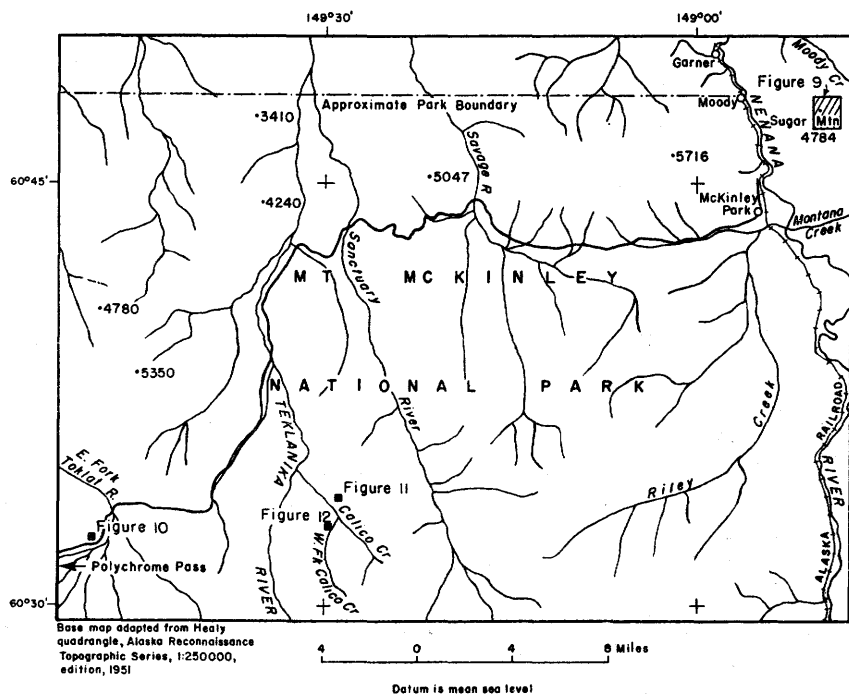 149°30'
149°00'
Garner
Moody Cr
Figure 9
Approximate Park Boundary
Moody
NENANA
Sugar Mtn
4784
•3410
Savage R
•5716
•5047
60°45'
McKinley
Park
•4240
Montana
Creek
Sanctuary
MT MCKINLEY
•4780
•5350
NATIONAL PARK
TEKLANIKA
River
Creek
RAILROAD
E. Fork
Toklat R.
RIVER
Figure 11
Riley
Figure 12
Calico Cr
Figure 10
W. Fk Calico Cr
ALASKA
Polychrome Pass
RIVER
60°30'
Base map adapted from Healy
quadrangle, Alaska Reconnaissance
Topographic Series, 1:250000,
edition, 1951
4 0 4 8 Miles
Datum is mean sea level